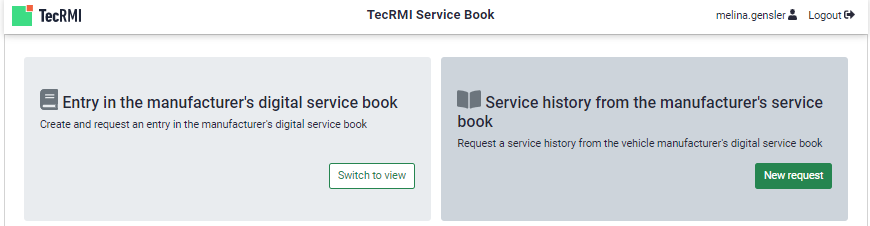 TecRMI
TecRMI Service Book
melina.gensler
Logout
Entry in the manufacturer's digital service book
Create and request an entry in the manufacturer's digital service book
Switch to view
Service history from the manufacturer's service
book
Request a service history from the vehicle manufacturer's digital service book
New request